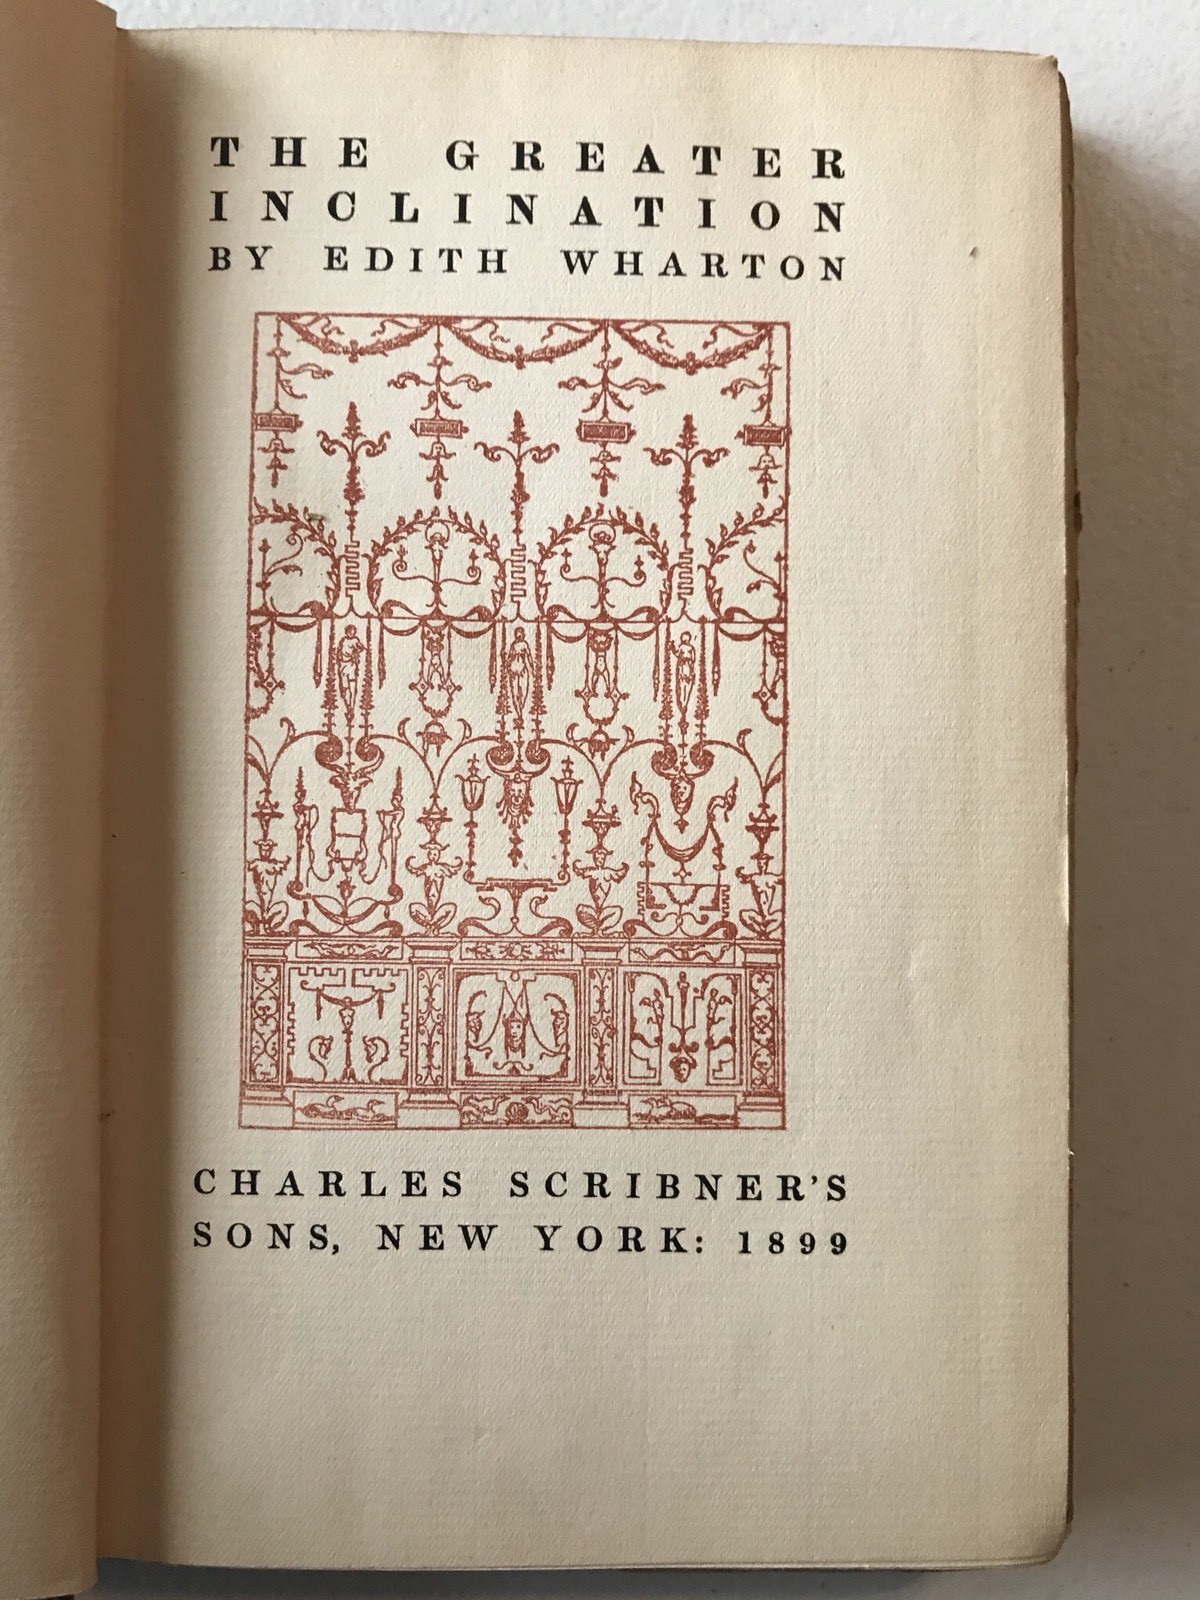 THE GREATER
INCLINATION
BY EDITH WHARTON
CHARLES SCRIBNER'S
SONS, NEW YORK: 1899